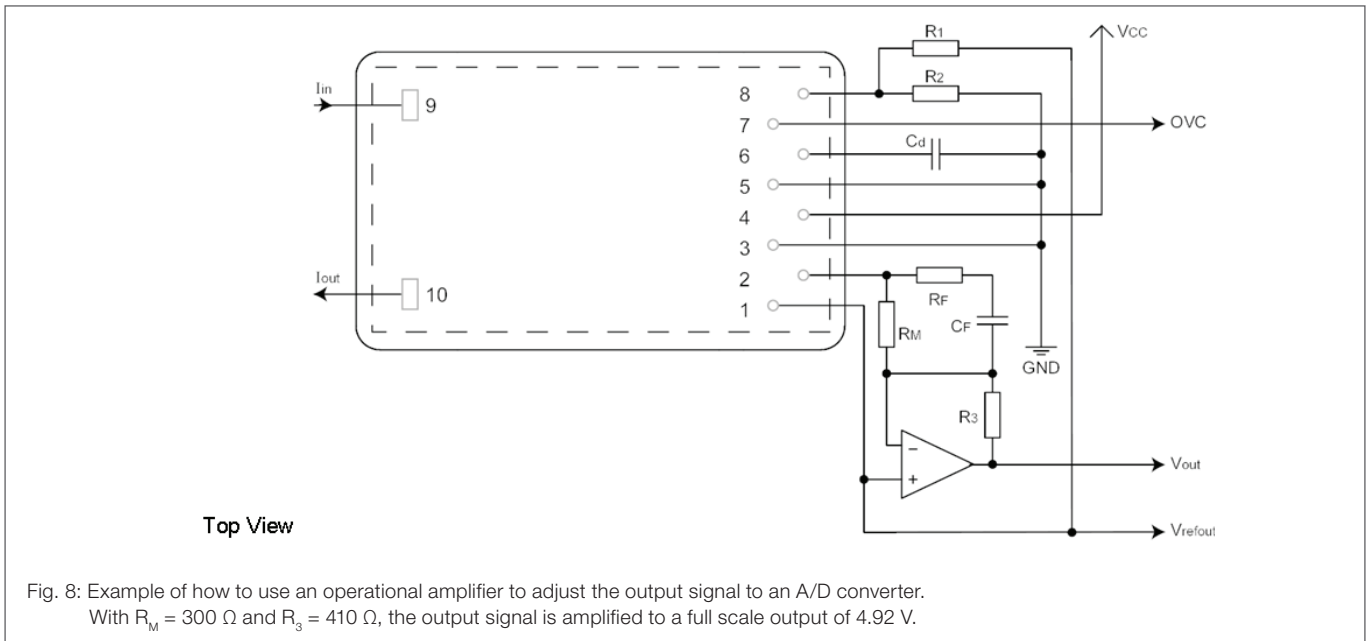 R1
VCC
R2
Iin
9
8
7
OVC
Cd
6
5
4
3
Iout
10
2
RF
1
RM
CF
GND
R3
−
+
Vout
Vrefout
Top View
Fig. 8: Example of how to use an operational amplifier to adjust the output signal to an A/D converter.
With RM = 300 Ω and R3 = 410 Ω, the output signal is amplified to a full scale output of 4.92 V.